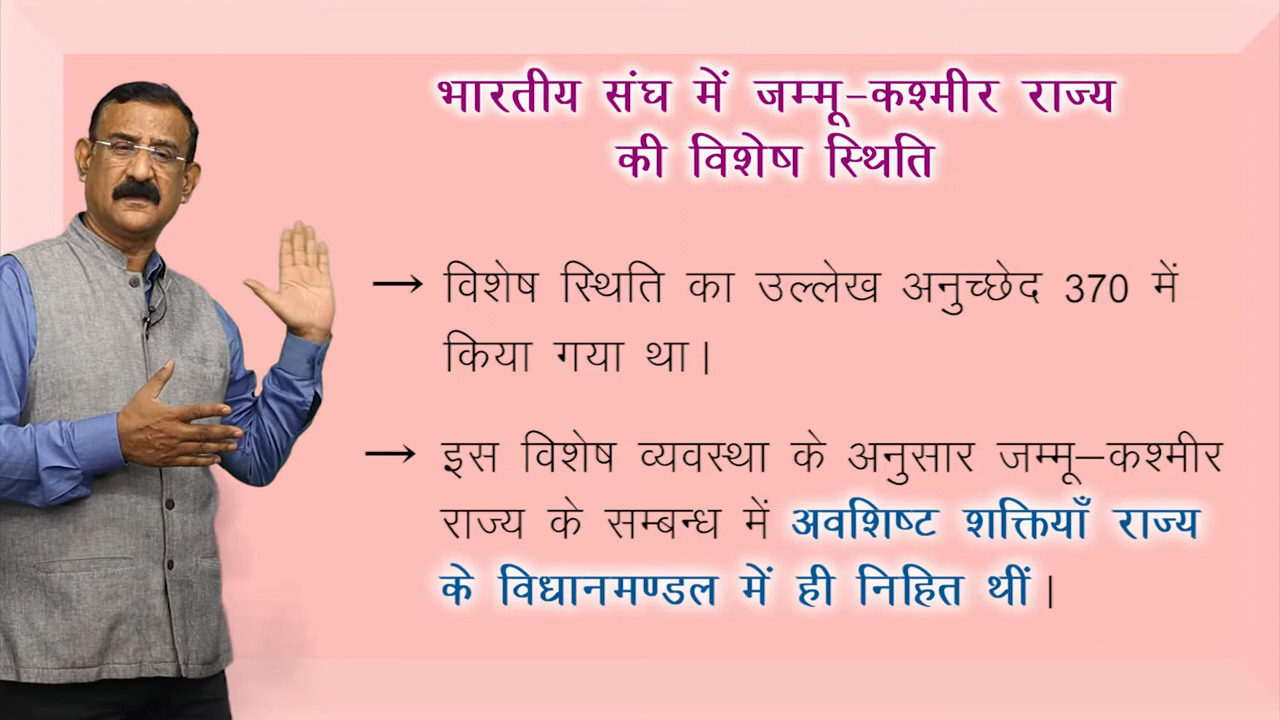 भारतीय संघ में जम्मू-कश्मीर राज्य
की विशेष स्थिति
→ विशेष स्थिति का उल्लेख अनुच्छेद 370 में
किया गया था।
→ इस विशेष व्यवस्था के अनुसार जम्मू–कश्मीर
राज्य के सम्बन्ध में अवशिष्ट शक्तियाँ राज्य
के विधानमण्डल में ही निहित थीं।